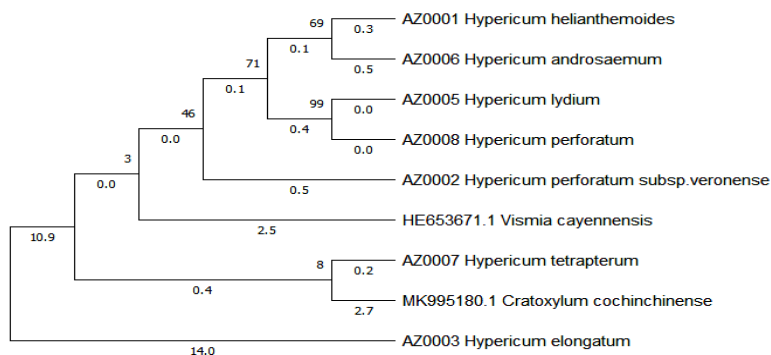 69
0.3
AZ0001 Hypericum helianthemoides
0.1
71
0.5
AZ0006 Hypericum androsaemum
0.1
99
0.0
AZ0005 Hypericum lydium
46
0.4
0.0
AZ0008 Hypericum perforatum
0.0
3
0.5
AZ0002 Hypericum perforatum subsp.veronense
0.0
2.5
HE653671.1 Vismia cayennensis
10.9
8
0.2
AZ0007 Hypericum tetrapterum
0.4
2.7
MK995180.1 Cratoxylum cochinchinense
14.0
AZ0003 Hypericum elongatum